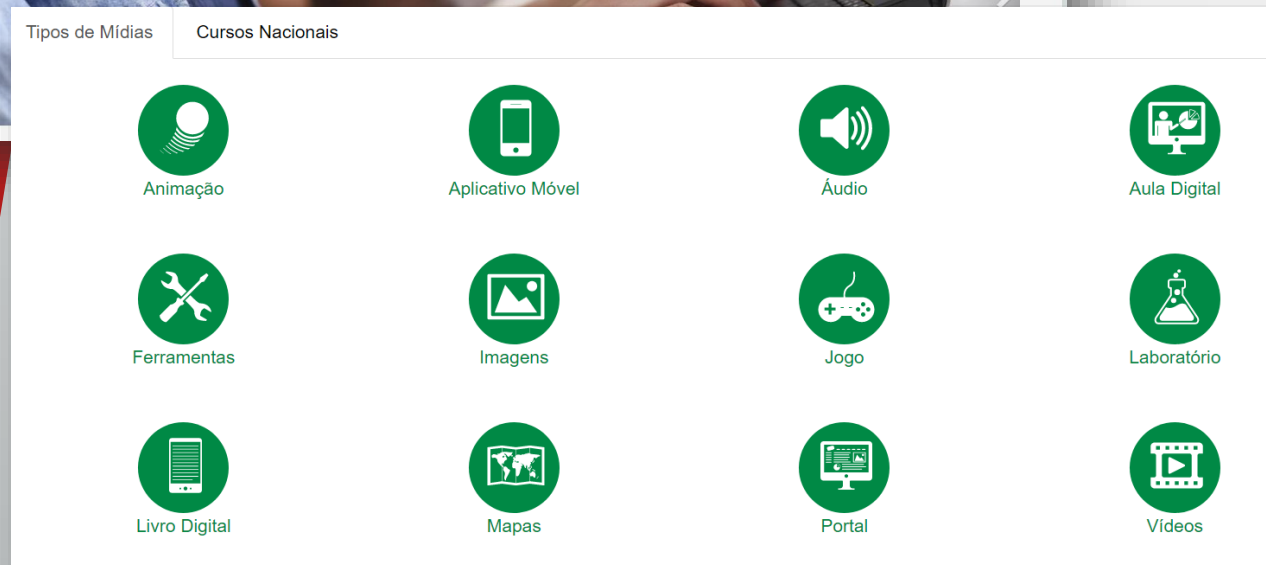 Tipos de Mídias
Cursos Nacionais
Animação
Aplicativo Móvel
Áudio
Aula Digital
Ferramentas
Imagens
Jogo
Laboratório
Livro Digital
Mapas
Portal
Vídeos